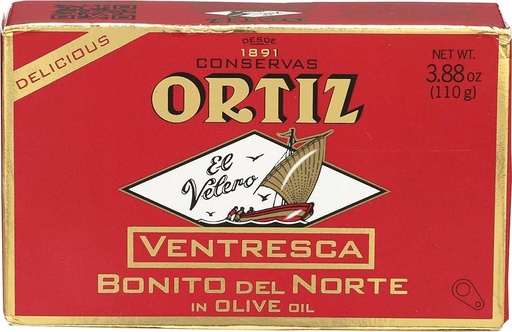 DELICIOUS
DESDE
1891
CONSERVAS
ORTIZ
NET WT.
3.88 oz
(110 g)
El
Velero
VENTRESCA
BONITO DEL NORTE
IN OLIVE OIL